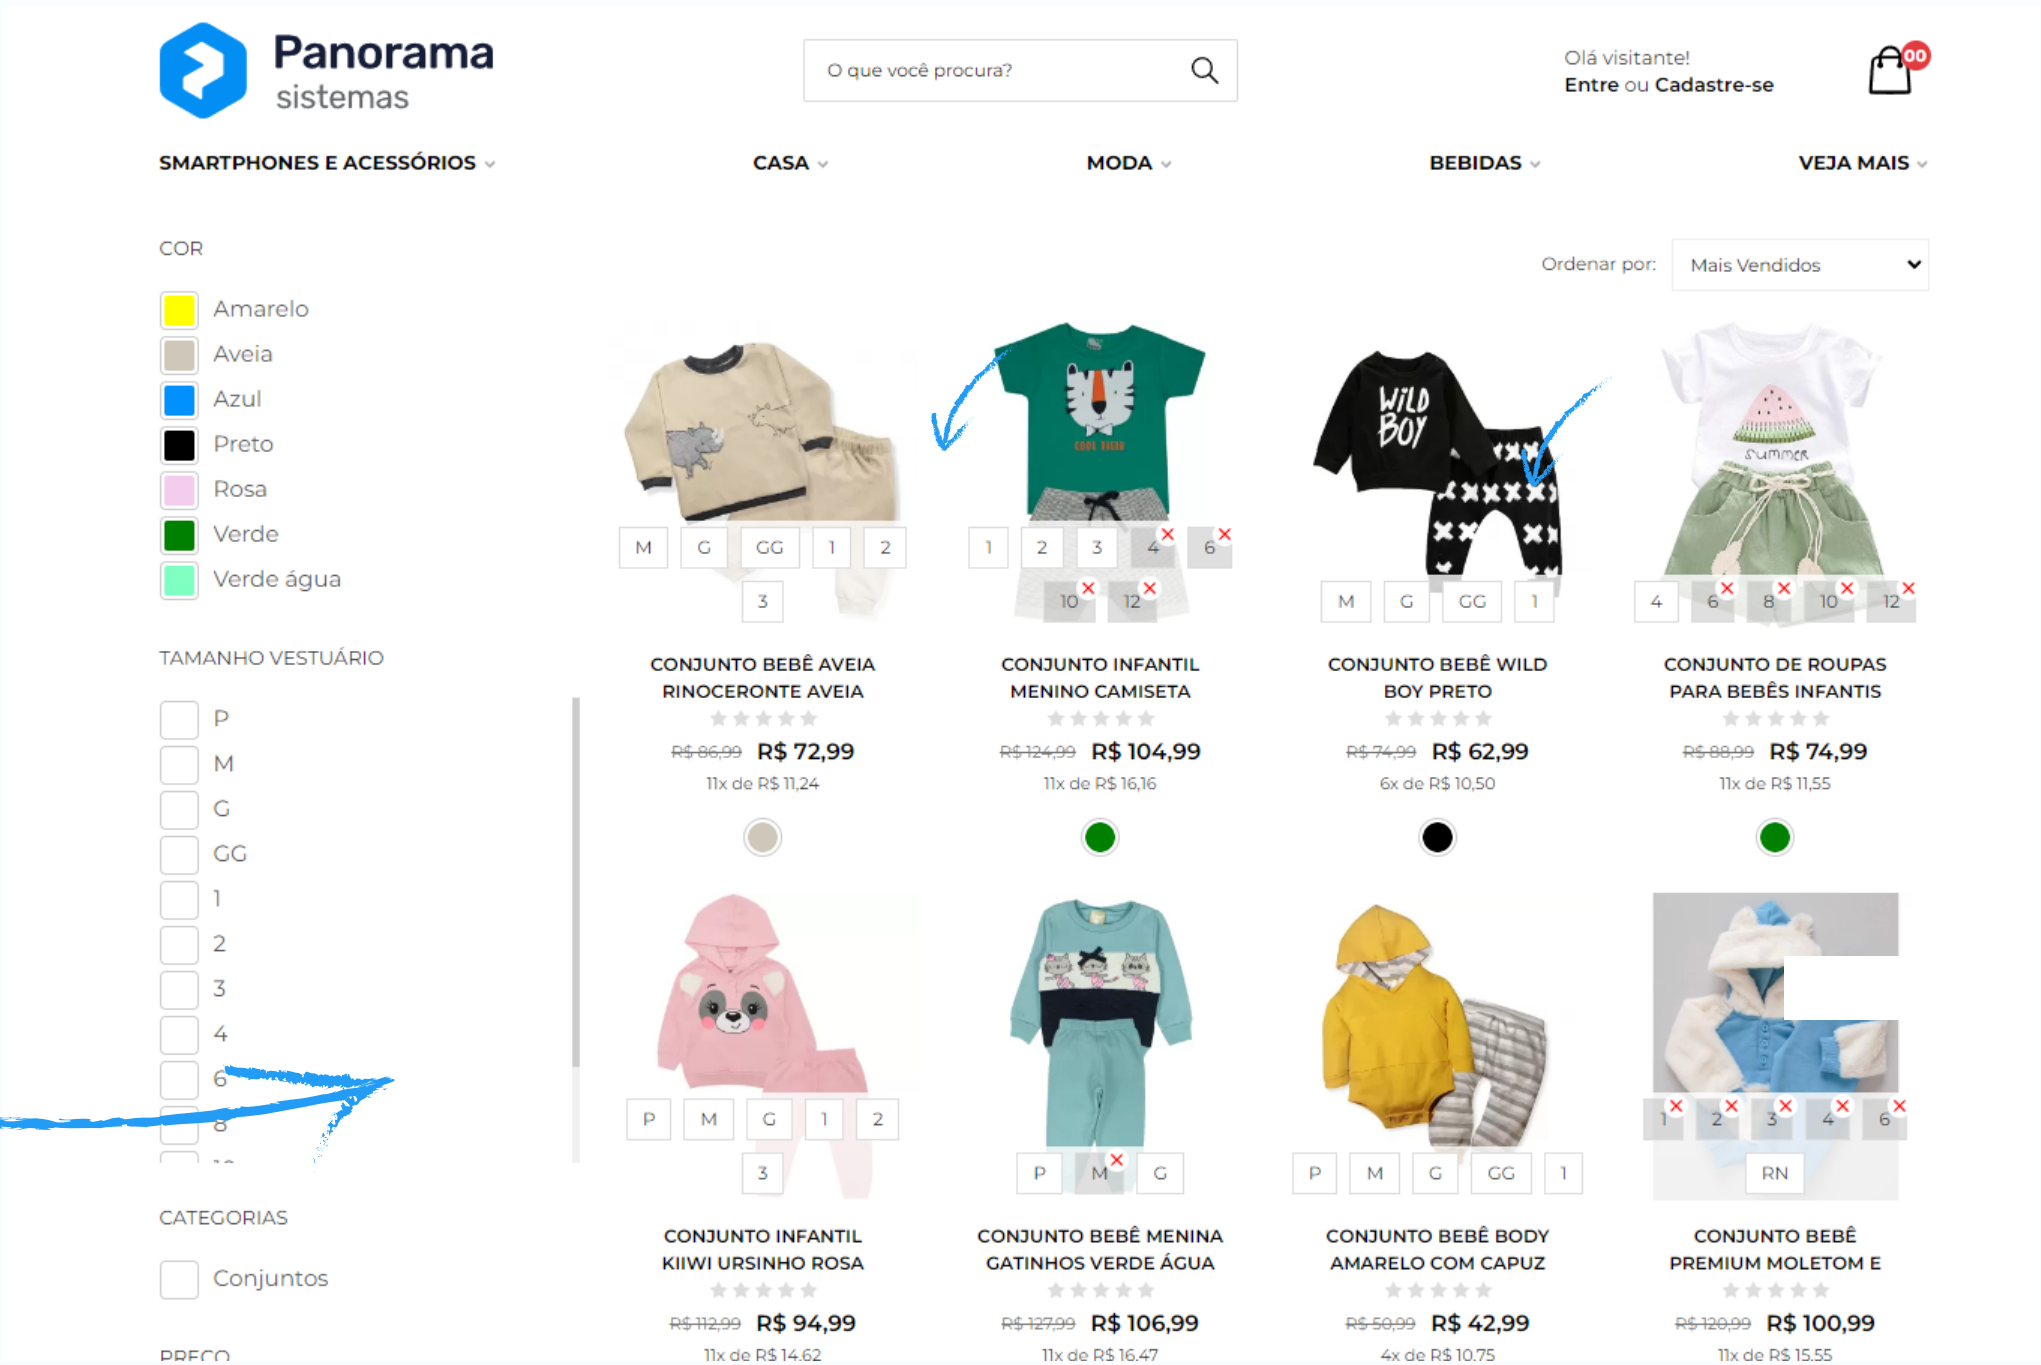 Panorama
sistemas
O que você procura?
Olá visitante!
Entre ou Cadastre-se
00
SMARTPHONES E ACESSÓRIOS
CASA
MODA
BEBIDAS
VEJA MAIS
COR
Amarelo
Aveia
Azul
Preto
Rosa
Verde
Verde água
TAMANHO VESTUÁRIO
P
M
G
GG
1
2
3
4
6
8
CATEGORIAS
Conjuntos
PREÇO
Ordenar por:
Mais Vendidos
M G GG 1 2
3
CONJUNTO BEBÊ AVEIA
RINOCERONTE AVEIA
R$ 86,99 R$ 72,99
11x de R$ 11,24
CODE TIGER
1 2 3 4 6
10 12
CONJUNTO INFANTIL
MENINO CAMISETA
R$ 124,99 R$ 104,99
11x de R$ 16,16
WILD
BOY
M G GG 1
CONJUNTO BEBÊ WILD
BOY PRETO
R$ 74,99 R$ 62,99
6x de R$ 10,50
SUMMER
4 6 8 10 12
CONJUNTO DE ROUPAS
PARA BEBÊS INFANTIS
R$ 88,99 R$ 74,99
11x de R$ 11,55
P M G 1 2
3
CONJUNTO INFANTIL
KIIWI URSINHO ROSA
R$ 112,99 R$ 94,99
11x de R$ 14,62
P M G
CONJUNTO BEBÊ MENINA
GATINHOS VERDE ÁGUA
R$ 127,99 R$ 106,99
11x de R$ 16,47
P M G GG 1
CONJUNTO BEBÊ BODY
AMARELO COM CAPUZ
R$ 50,99 R$ 42,99
4x de R$ 10,75
1 2 3 4 6
RN
CONJUNTO BEBÊ
PREMIUM MOLETOM E
R$ 120,99 R$ 100,99
11x de R$ 15,55